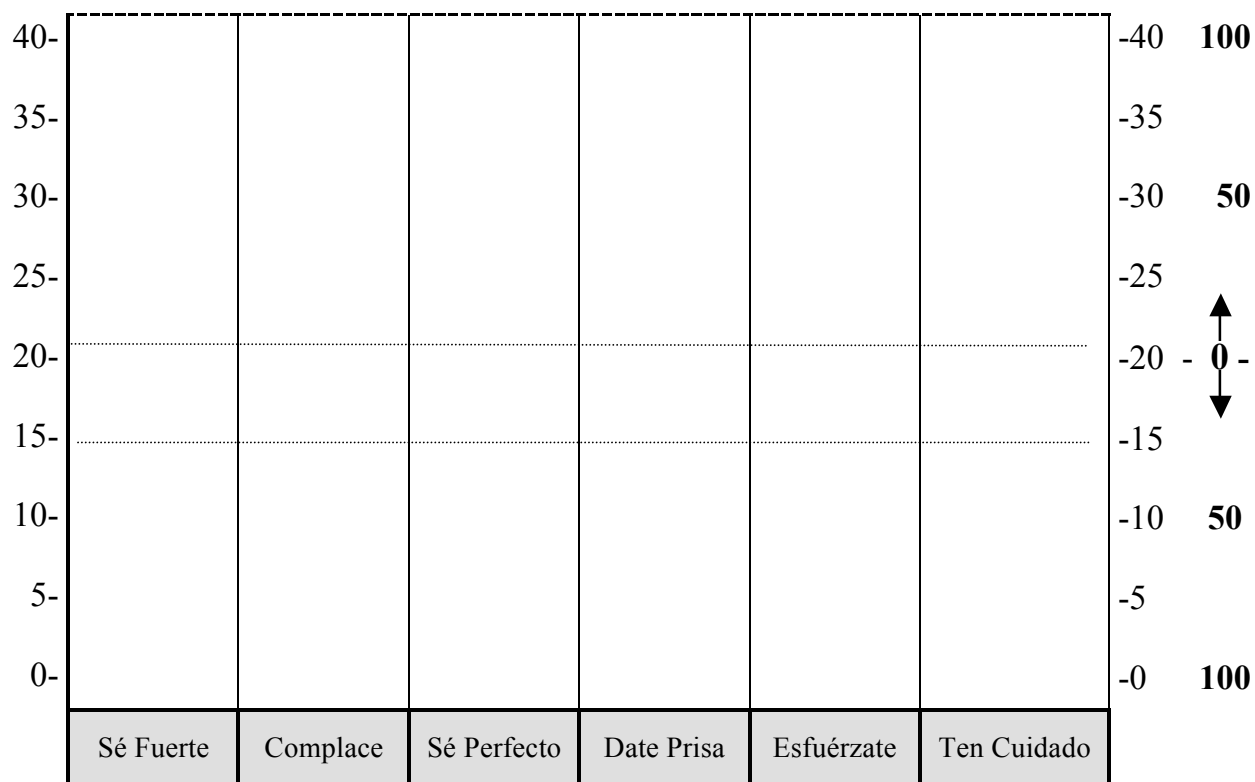 40- -40 100
35- -35
30- -30 50
25- -25
20- -20 - 0 -
15- -15
10- -10 50
5- -5
0- -0 100
Sé Fuerte Complace Sé Perfecto Date Prisa Esfuérzate Ten Cuidado